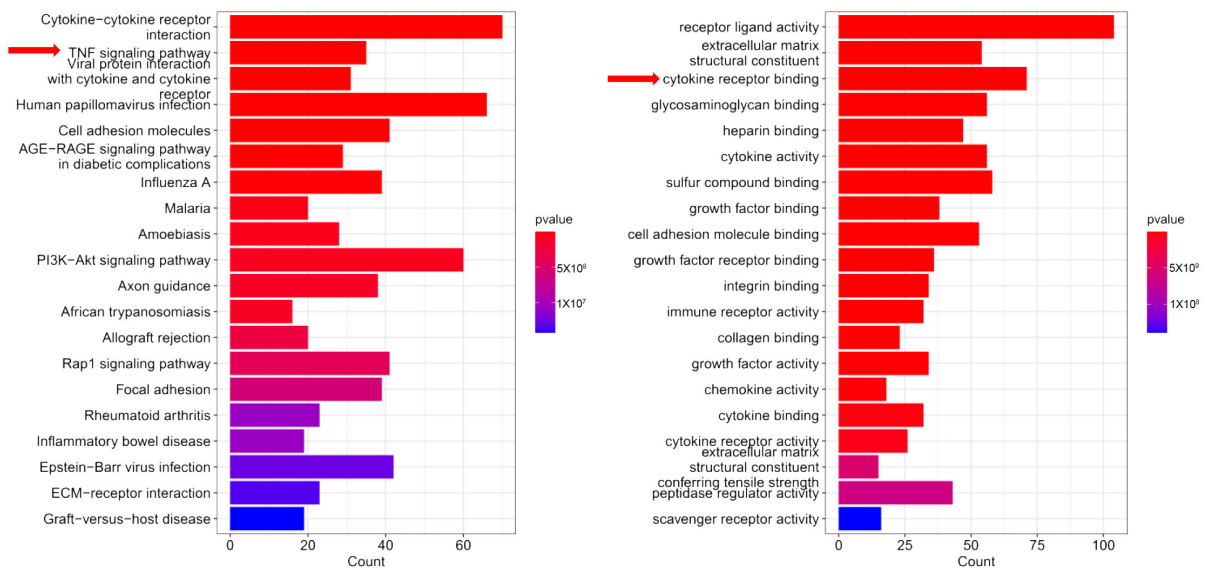 Cytokine−cytokine receptor
interaction
TNF signaling pathway
Viral protein interaction
with cytokine and cytokine
receptor
Human papillomavirus infection
Cell adhesion molecules
AGE−RAGE signaling pathway
in diabetic complications
Influenza A
Malaria
Amoebiasis
PI3K−Akt signaling pathway
Axon guidance
African trypanosomiasis
Allograft rejection
Rap1 signaling pathway
Focal adhesion
Rheumatoid arthritis
Inflammatory bowel disease
Epstein−Barr virus infection
ECM−receptor interaction
Graft−versus−host disease
0 20 40 60
Count
pvalue
5X10⁸
1X10⁷
receptor ligand activity
extracellular matrix
structural constituent
cytokine receptor binding
glycosaminoglycan binding
heparin binding
cytokine activity
sulfur compound binding
growth factor binding
cell adhesion molecule binding
growth factor receptor binding
integrin binding
immune receptor activity
collagen binding
growth factor activity
chemokine activity
cytokine binding
cytokine receptor activity
extracellular matrix
structural constituent
conferring tensile strength
peptidase regulator activity
scavenger receptor activity
0 25 50 75 100
Count
pvalue
5X10⁹
1X10⁸